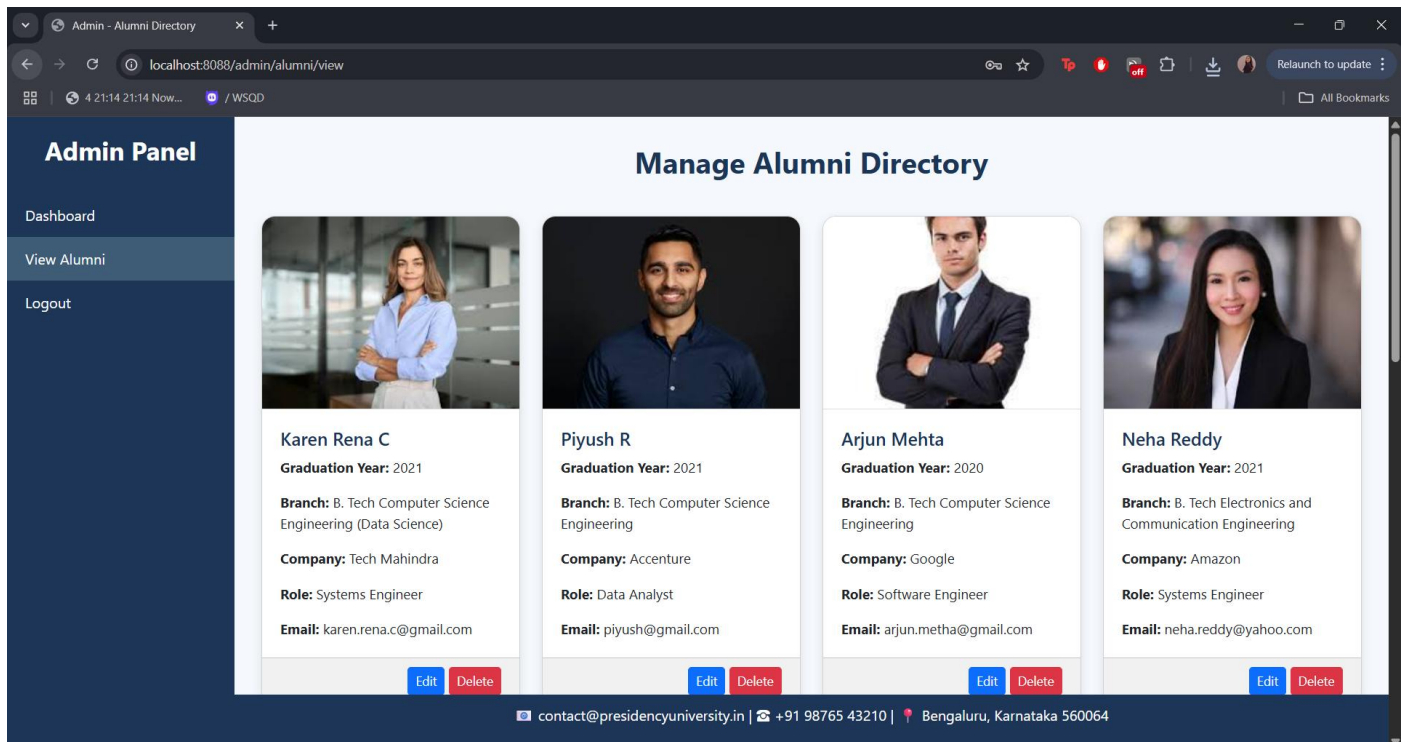 Admin - Alumni Directory
localhost:8088/admin/alumni/view
Tp
off
Relaunch to update
4 21:14 21:14 Now...
/ WSQD
All Bookmarks
Admin Panel
Dashboard
View Alumni
Logout
Manage Alumni Directory
Karen Rena C
Graduation Year: 2021
Branch: B. Tech Computer Science
Engineering (Data Science)
Company: Tech Mahindra
Role: Systems Engineer
Email: karen.rena.c@gmail.com
Edit Delete
Piyush R
Graduation Year: 2021
Branch: B. Tech Computer Science
Engineering
Company: Accenture
Role: Data Analyst
Email: piyush@gmail.com
Edit Delete
Arjun Mehta
Graduation Year: 2020
Branch: B. Tech Computer Science
Engineering
Company: Google
Role: Software Engineer
Email: arjun.metha@gmail.com
Edit Delete
Neha Reddy
Graduation Year: 2021
Branch: B. Tech Electronics and
Communication Engineering
Company: Amazon
Role: Systems Engineer
Email: neha.reddy@yahoo.com
Edit Delete
📧 contact@presidencyuniversity.in | ☎ +91 98765 43210 | 📍 Bengaluru, Karnataka 560064